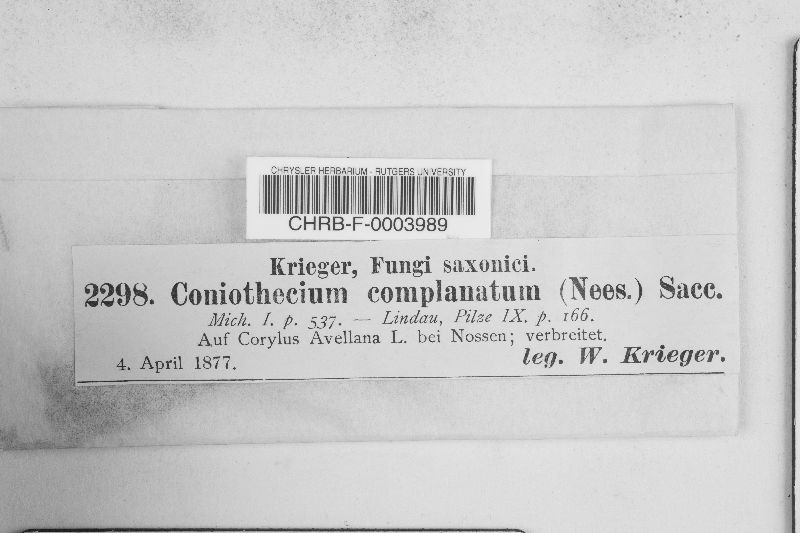 CHRYSLER HERBARIUM - RUTGERS UNIVERSITY
CHRB-F-0003989
Krieger, Fungi saxonici.
2298. Coniothecium complanatum (Nees.) Sacc.
Mich. I. p. 537. — Lindau, Pilze IX. p. 166.
Auf Corylus Avellana L. bei Nossen; verbreitet.
4. April 1877. leg. W. Krieger.